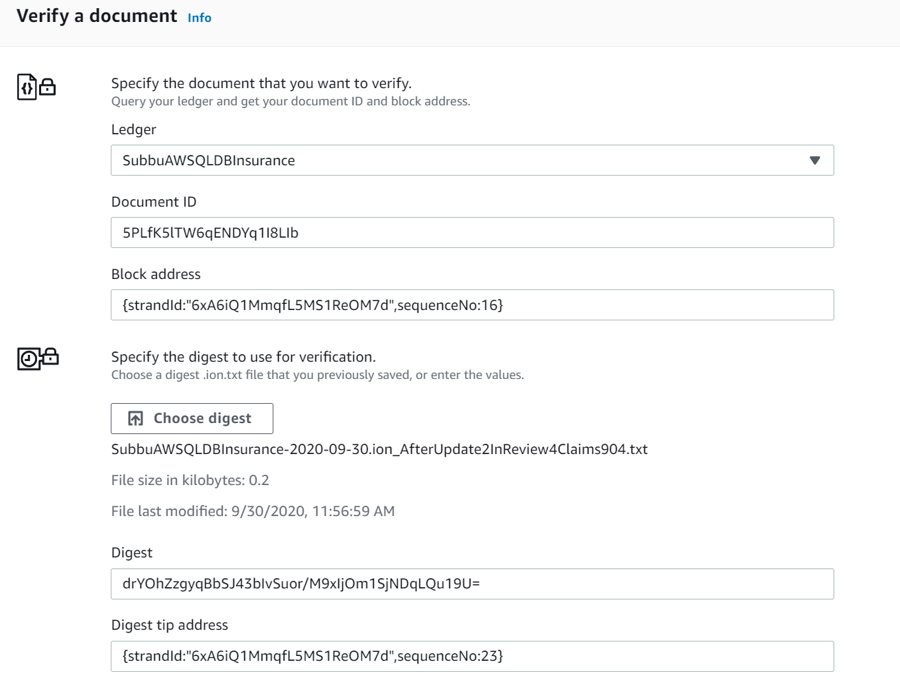 Verify a document Info
Specify the document that you want to verify.
Query your ledger and get your document ID and block address.
Ledger
SubbuAWSQLDBInsurance
Document ID
5PLfK5lTW6qENDYq1I8LIb
Block address
{strandId:"6xA6iQ1MmqfL5MS1ReOM7d",sequenceNo:16}
Specify the digest to use for verification.
Choose a digest .ion.txt file that you previously saved, or enter the values.
Choose digest
SubbuAWSQLDBInsurance-2020-09-30.ion_AfterUpdate2InReview4Claims904.txt
File size in kilobytes: 0.2
File last modified: 9/30/2020, 11:56:59 AM
Digest
drYOhZzgyqBbSJ43bIvSuor/M9xIjOm1SjNDqLQu19U=
Digest tip address
{strandId:"6xA6iQ1MmqfL5MS1ReOM7d",sequenceNo:23}